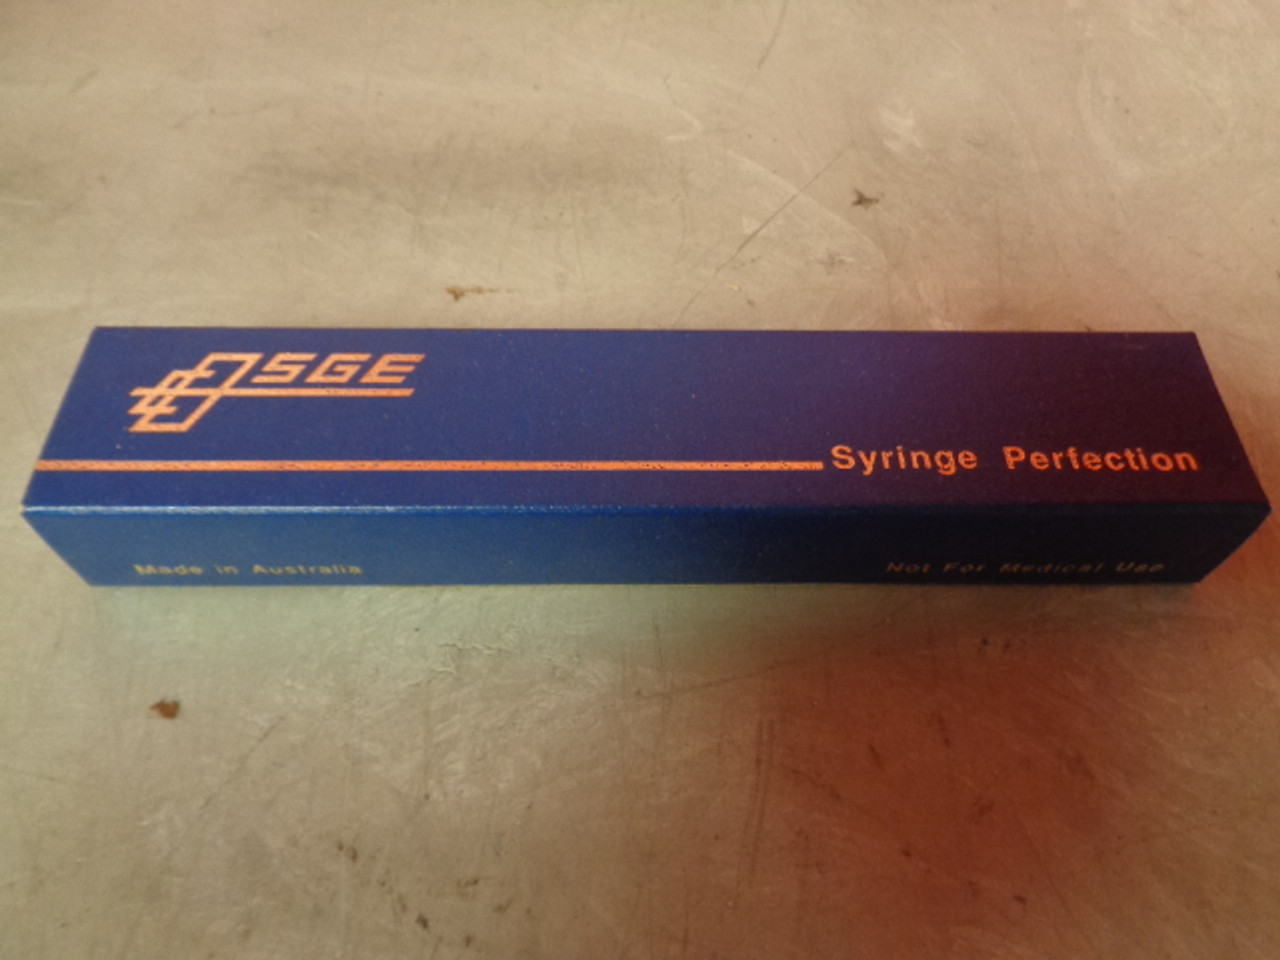 SGE
Syringe Perfection
Made in Australia
Not For Medical Use